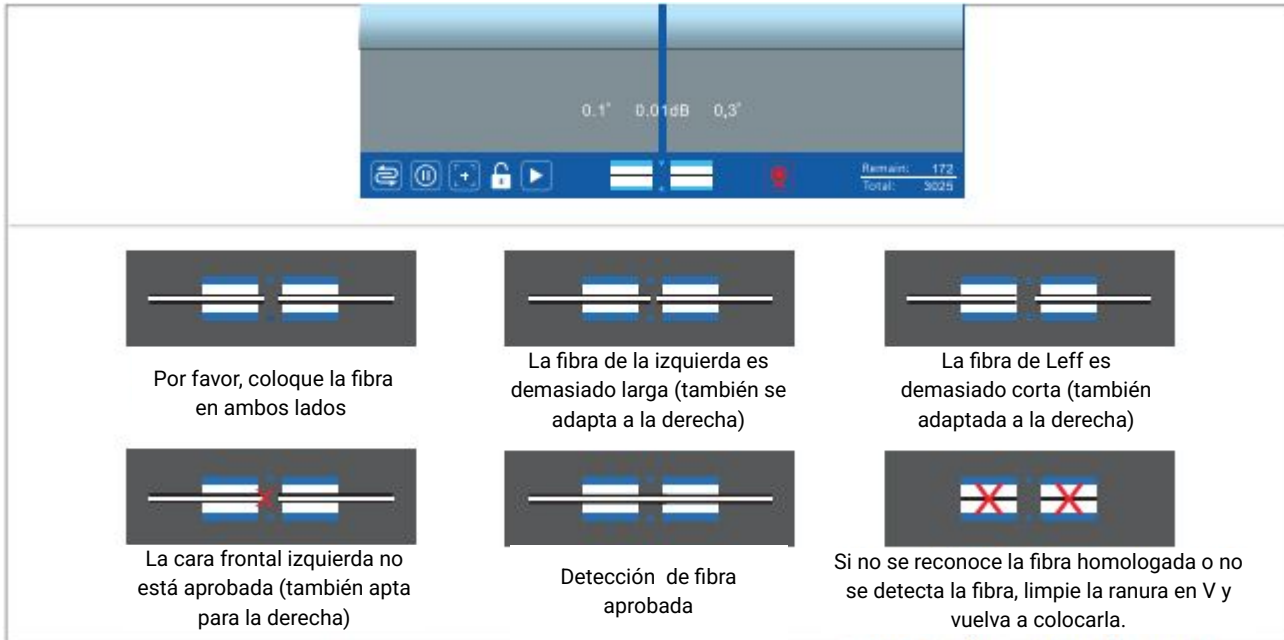 0.1° 0.01dB 0,3°
Remain: 172
Total: 3025
Por favor, coloque la fibra
en ambos lados
La fibra de la izquierda es
demasiado larga (también se
adapta a la derecha)
La fibra de Leff es
demasiado corta (también
adaptada a la derecha)
La cara frontal izquierda no
está aprobada (también apta
para la derecha)
Detección de fibra
aprobada
Si no se reconoce la fibra homologada o no
se detecta la fibra, limpie la ranura en V y
vuelva a colocarla.